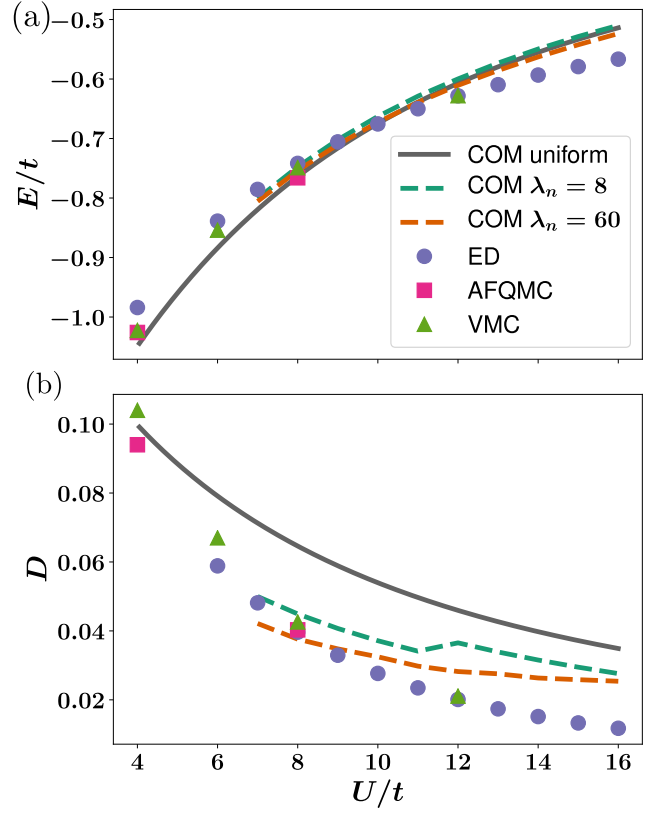 (a)
−0.5
−0.6
−0.7
−0.8
−0.9
−1.0
E/t
COM uniform
COM λₙ = 8
COM λₙ = 60
ED
AFQMC
VMC
(b)
0.10
0.08
0.06
0.04
0.02
D
4 6 8 10 12 14 16
U/t